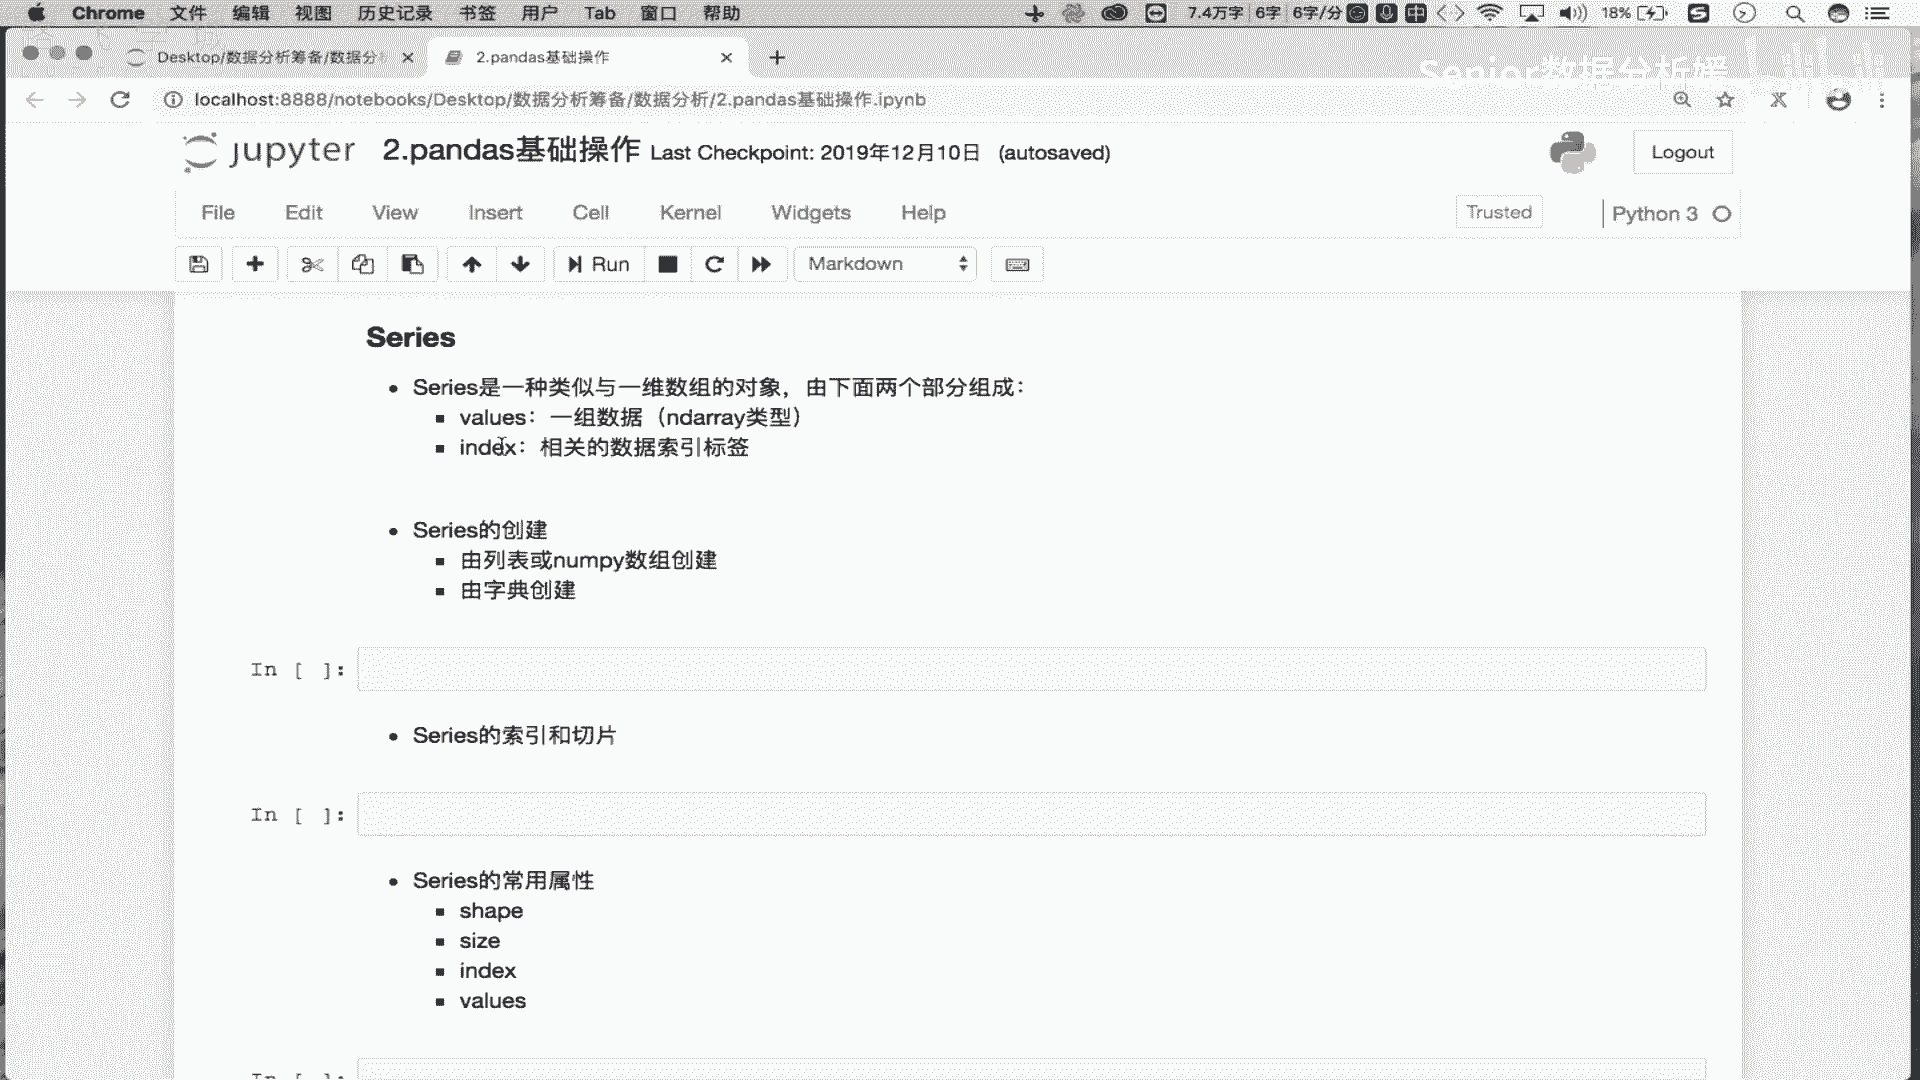 Chrome 文件 编辑 视图 历史记录 书签 用户 Tab 窗口 帮助 7.4万字 6字 6字/分 中 18%
Desktop/数据分析筹备/数据分析 2.pandas基础操作
Senior数据分析媛 bilibili
localhost:8888/notebooks/Desktop/数据分析筹备/数据分析/2.pandas基础操作.ipynb
jupyter 2.pandas基础操作 Last Checkpoint: 2019年12月10日 (autosaved) Logout
File Edit View Insert Cell Kernel Widgets Help Trusted Python 3
Run Markdown
Series
Series是一种类似与一维数组的对象，由下面两个部分组成：
values：一组数据（ndarray类型）
index：相关的数据索引标签
Series的创建
由列表或numpy数组创建
由字典创建
In [ ]:
Series的索引和切片
In [ ]:
Series的常用属性
shape
size
index
values
In [ ]: